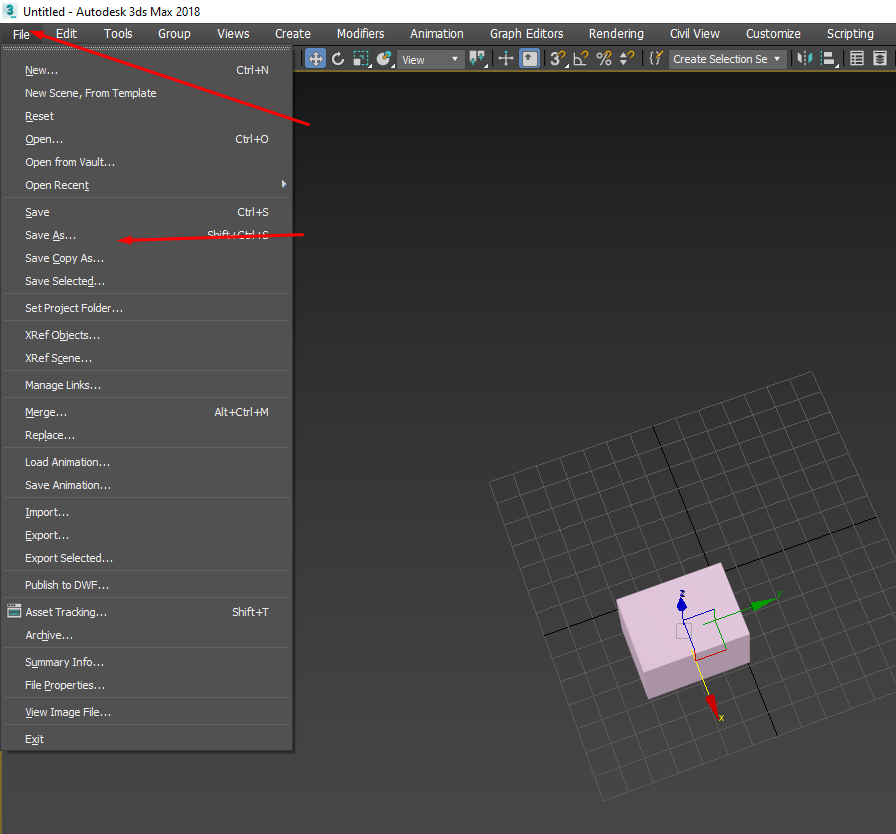 Untitled - Autodesk 3ds Max 2018
File Edit Tools Group Views Create Modifiers Animation Graph Editors Rendering Civil View Customize Scripting
View Create Selection Se
New... Ctrl+N
New Scene, From Template
Reset
Open... Ctrl+O
Open from Vault...
Open Recent
Save Ctrl+S
Save As... Shift+Ctrl+S
Save Copy As...
Save Selected...
Set Project Folder...
XRef Objects...
XRef Scene...
Manage Links...
Merge... Alt+Ctrl+M
Replace...
Load Animation...
Save Animation...
Import...
Export...
Export Selected...
Publish to DWF...
Asset Tracking... Shift+T
Archive...
Summary Info...
File Properties...
View Image File...
Exit
z
y
x